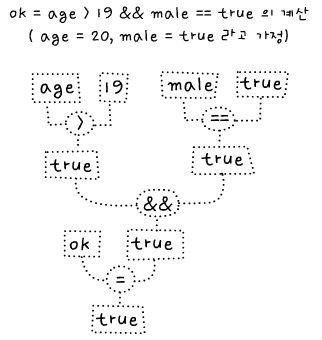 ok = age > 19 && male == true 의 계산
( age = 20, male = true 라고 가정)
age 19 male true
> ==
true true
&&
ok true
=
true